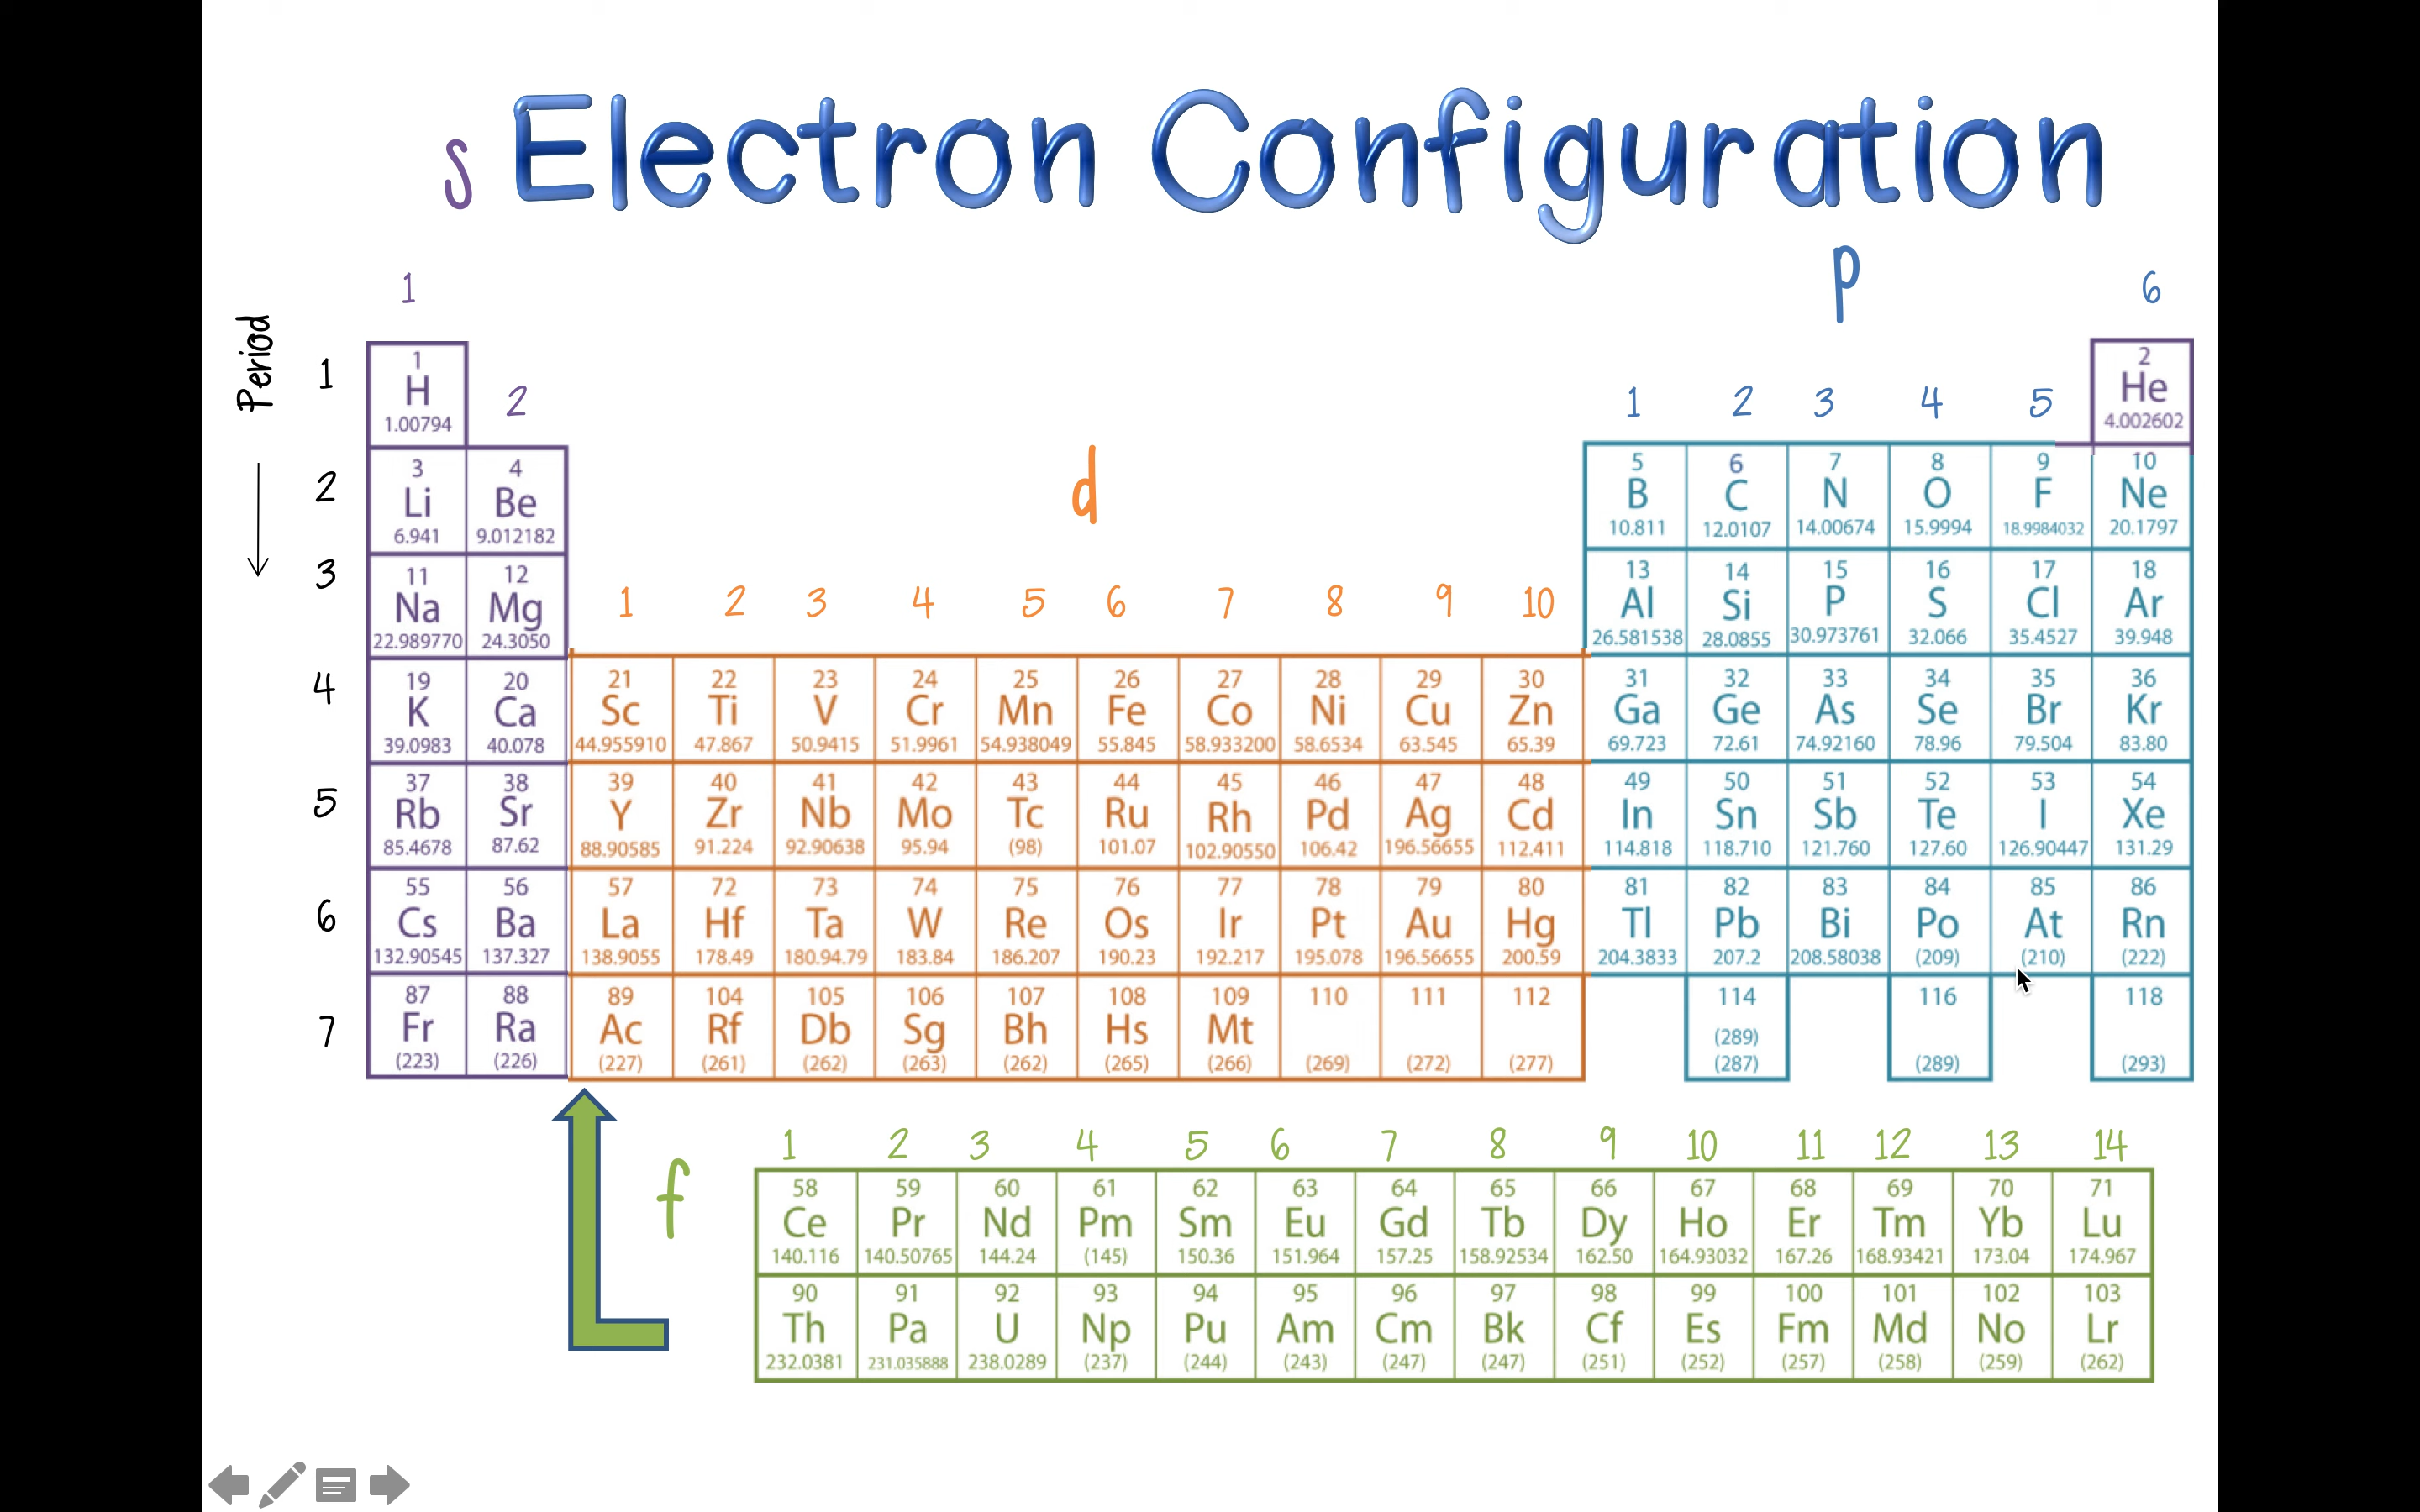 s Electron Configuration
p
1 6
Period
1 1 H 1.00794 2 He 4.002602
2 1 2 3 4 5
d
2 3 Li 6.941 4 Be 9.012182 5 B 10.811 6 C 12.0107 7 N 14.00674 8 O 15.9994 9 F 18.9984032 10 Ne 20.1797
3 11 Na 22.989770 12 Mg 24.3050 13 Al 26.581538 14 Si 28.0855 15 P 30.973761 16 S 32.066 17 Cl 35.4527 18 Ar 39.948
1 2 3 4 5 6 7 8 9 10
4 19 K 39.0983 20 Ca 40.078 21 Sc 44.955910 22 Ti 47.867 23 V 50.9415 24 Cr 51.9961 25 Mn 54.938049 26 Fe 55.845 27 Co 58.933200 28 Ni 58.6534 29 Cu 63.545 30 Zn 65.39 31 Ga 69.723 32 Ge 72.61 33 As 74.92160 34 Se 78.96 35 Br 79.504 36 Kr 83.80
5 37 Rb 85.4678 38 Sr 87.62 39 Y 88.90585 40 Zr 91.224 41 Nb 92.90638 42 Mo 95.94 43 Tc (98) 44 Ru 101.07 45 Rh 102.90550 46 Pd 106.42 47 Ag 196.56655 48 Cd 112.411 49 In 114.818 50 Sn 118.710 51 Sb 121.760 52 Te 127.60 53 I 126.90447 54 Xe 131.29
6 55 Cs 132.90545 56 Ba 137.327 57 La 138.9055 72 Hf 178.49 73 Ta 180.94.79 74 W 183.84 75 Re 186.207 76 Os 190.23 77 Ir 192.217 78 Pt 195.078 79 Au 196.56655 80 Hg 200.59 81 Tl 204.3833 82 Pb 207.2 83 Bi 208.58038 84 Po (209) 85 At (210) 86 Rn (222)
7 87 Fr (223) 88 Ra (226) 89 Ac (227) 104 Rf (261) 105 Db (262) 106 Sg (263) 107 Bh (262) 108 Hs (265) 109 Mt (266) 110 (269) 111 (272) 112 (277) 114 (289) (287) 116 (289) 118 (293)
f
1 2 3 4 5 6 7 8 9 10 11 12 13 14
58 Ce 140.116 59 Pr 140.50765 60 Nd 144.24 61 Pm (145) 62 Sm 150.36 63 Eu 151.964 64 Gd 157.25 65 Tb 158.92534 66 Dy 162.50 67 Ho 164.93032 68 Er 167.26 69 Tm 168.93421 70 Yb 173.04 71 Lu 174.967
90 Th 232.0381 91 Pa 231.035888 92 U 238.0289 93 Np (237) 94 Pu (244) 95 Am (243) 96 Cm (247) 97 Bk (247) 98 Cf (251) 99 Es (252) 100 Fm (257) 101 Md (258) 102 No (259) 103 Lr (262)